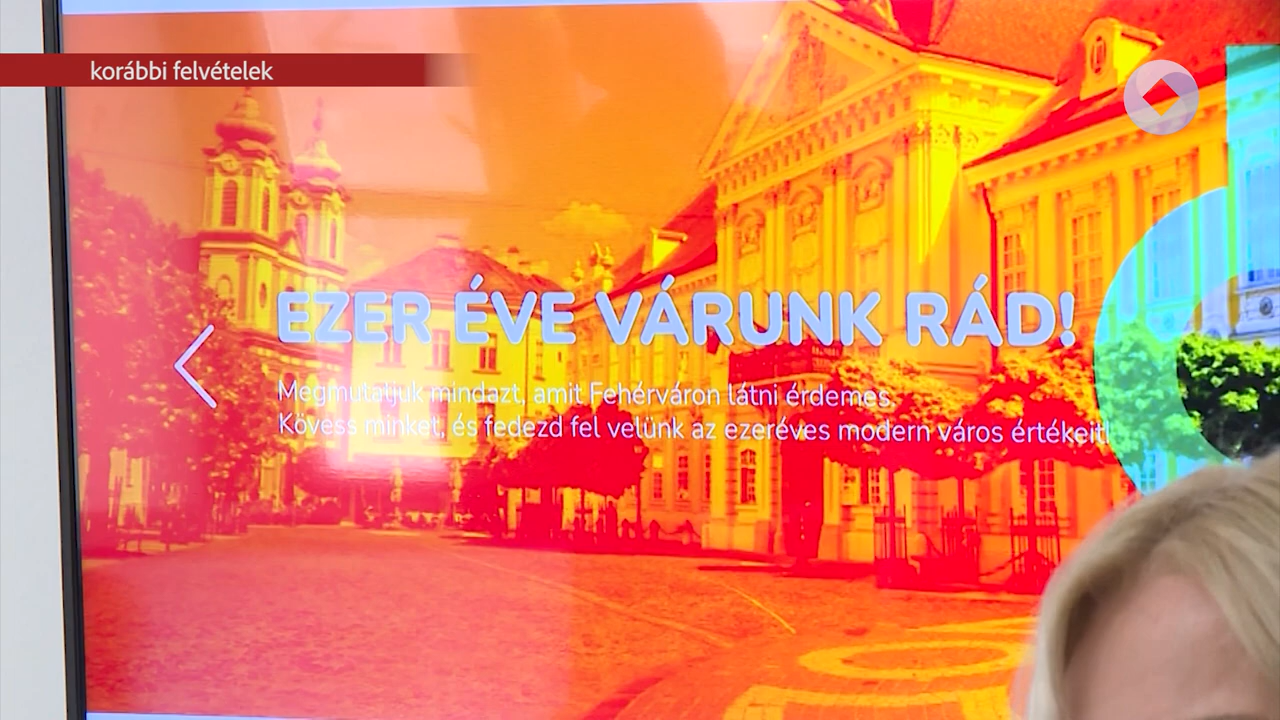 korábbi felvételek
EZER ÉVE VÁRUNK RÁD!
Megmutatjuk mindazt, amit Fehérváron látni érdemes.
Kövess minket, és fedezd fel velünk az ezeréves modern város értékeit!